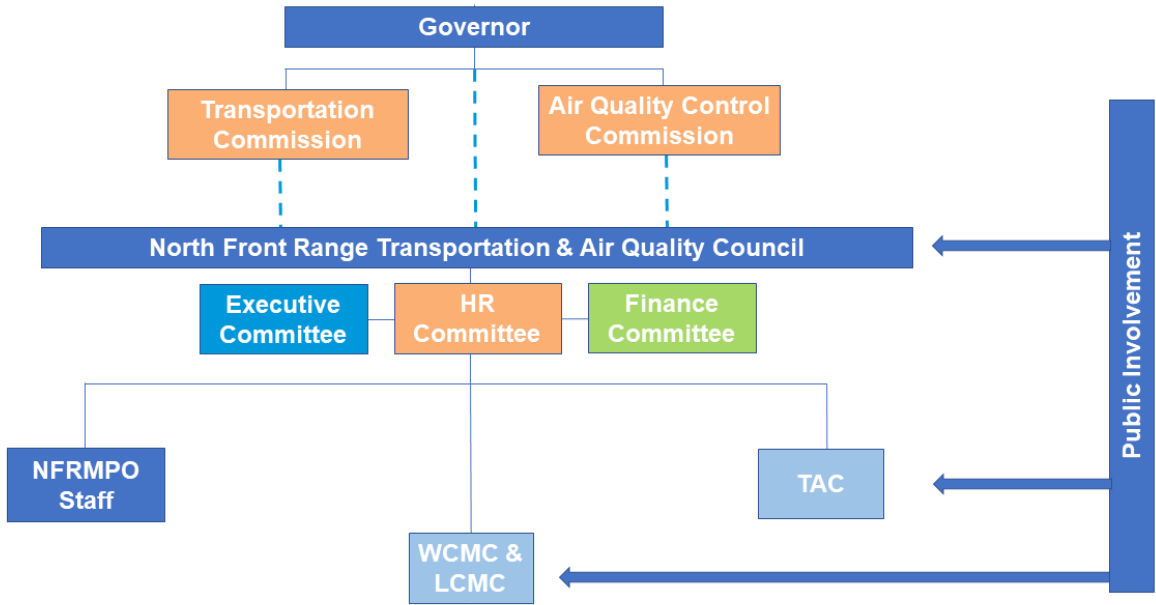 Governor
Transportation
Commission
Air Quality Control
Commission
North Front Range Transportation & Air Quality Council
Executive
Committee
HR
Committee
Finance
Committee
Public Involvement
NFRMPO
Staff
TAC
WCMC &
LCMC